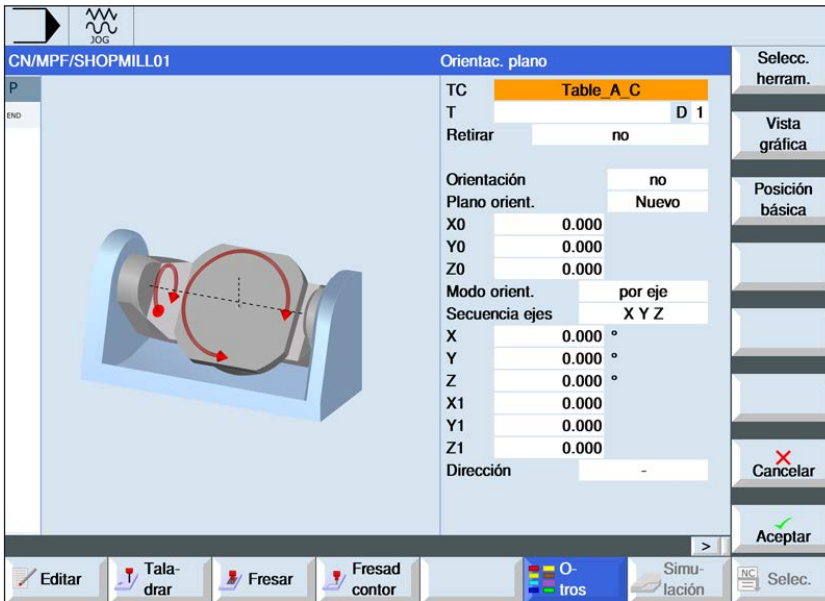 JOG
CN/MPF/SHOPMILL01
Orientac. plano
P
END
TC Table_A_C
T D 1
Retirar no
Orientación no
Plano orient. Nuevo
X0 0.000
Y0 0.000
Z0 0.000
Modo orient. por eje
Secuencia ejes X Y Z
X 0.000 °
Y 0.000 °
Z 0.000 °
X1 0.000
Y1 0.000
Z1 0.000
Dirección -
>
Selecc.
herram.
Vista
gráfica
Posición
básica
Cancelar
Aceptar
Editar
Tala-
drar
Fresar
Fresad
contor
O-
tros
Simu-
lación
NC
Selec.